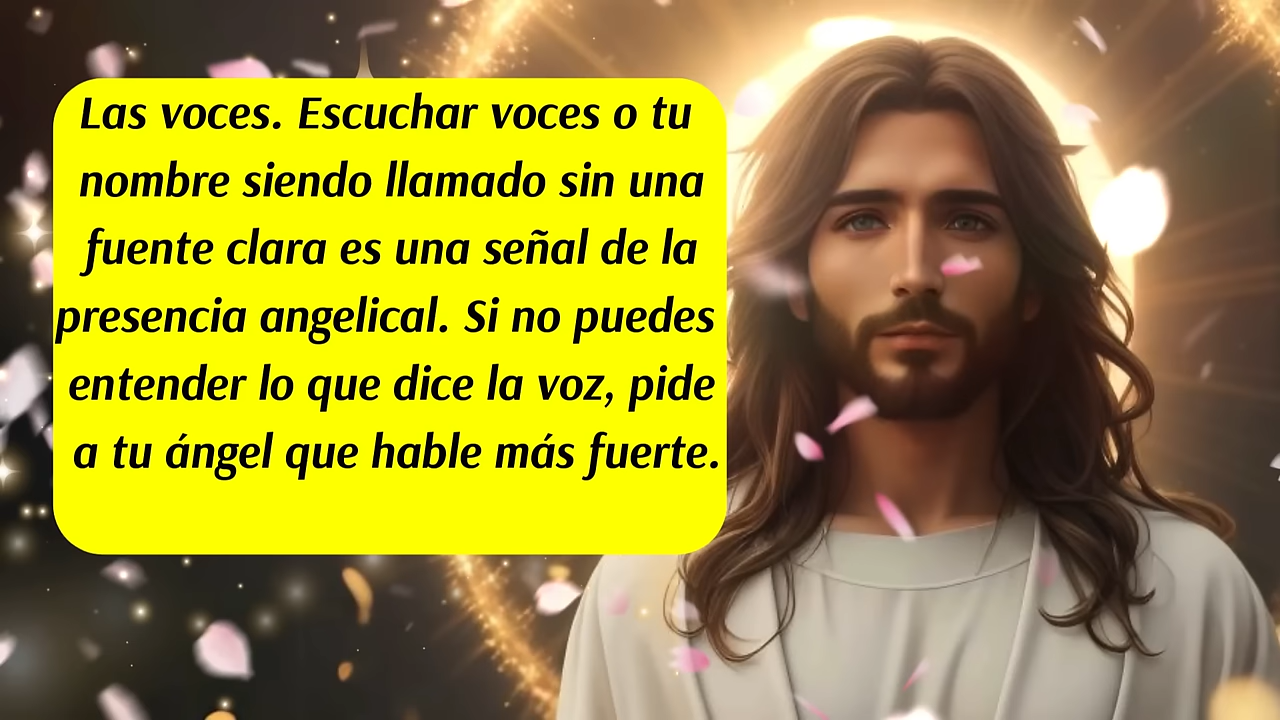 Las voces. Escuchar voces o tu
nombre siendo llamado sin una
fuente clara es una señal de la
presencia angelical. Si no puedes
entender lo que dice la voz, pide
a tu ángel que hable más fuerte.